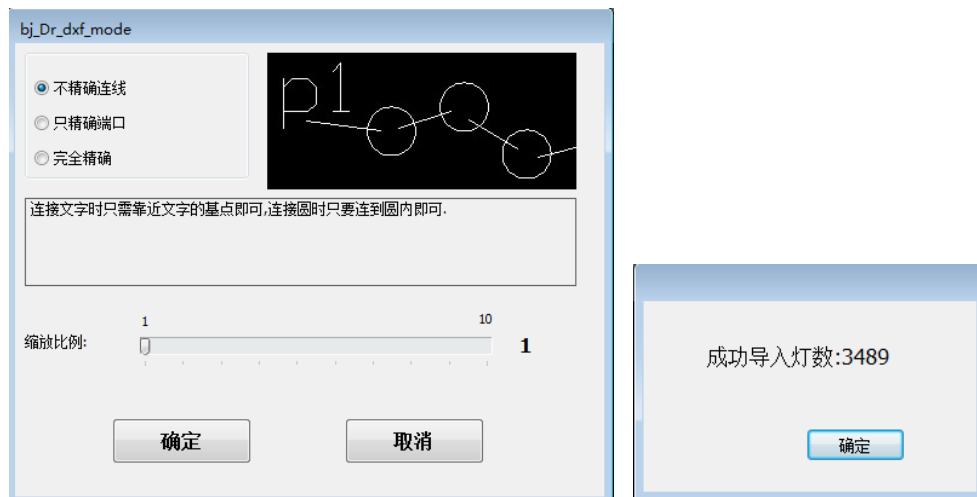 bj_Dr_dxf_mode
不精确连线
只精确端口
完全精确
p1
连接文字时只需靠近文字的基点即可,连接圆时只要连到圆内即可.
1
10
缩放比例:
1
确定
取消
成功导入灯数:3489
确定